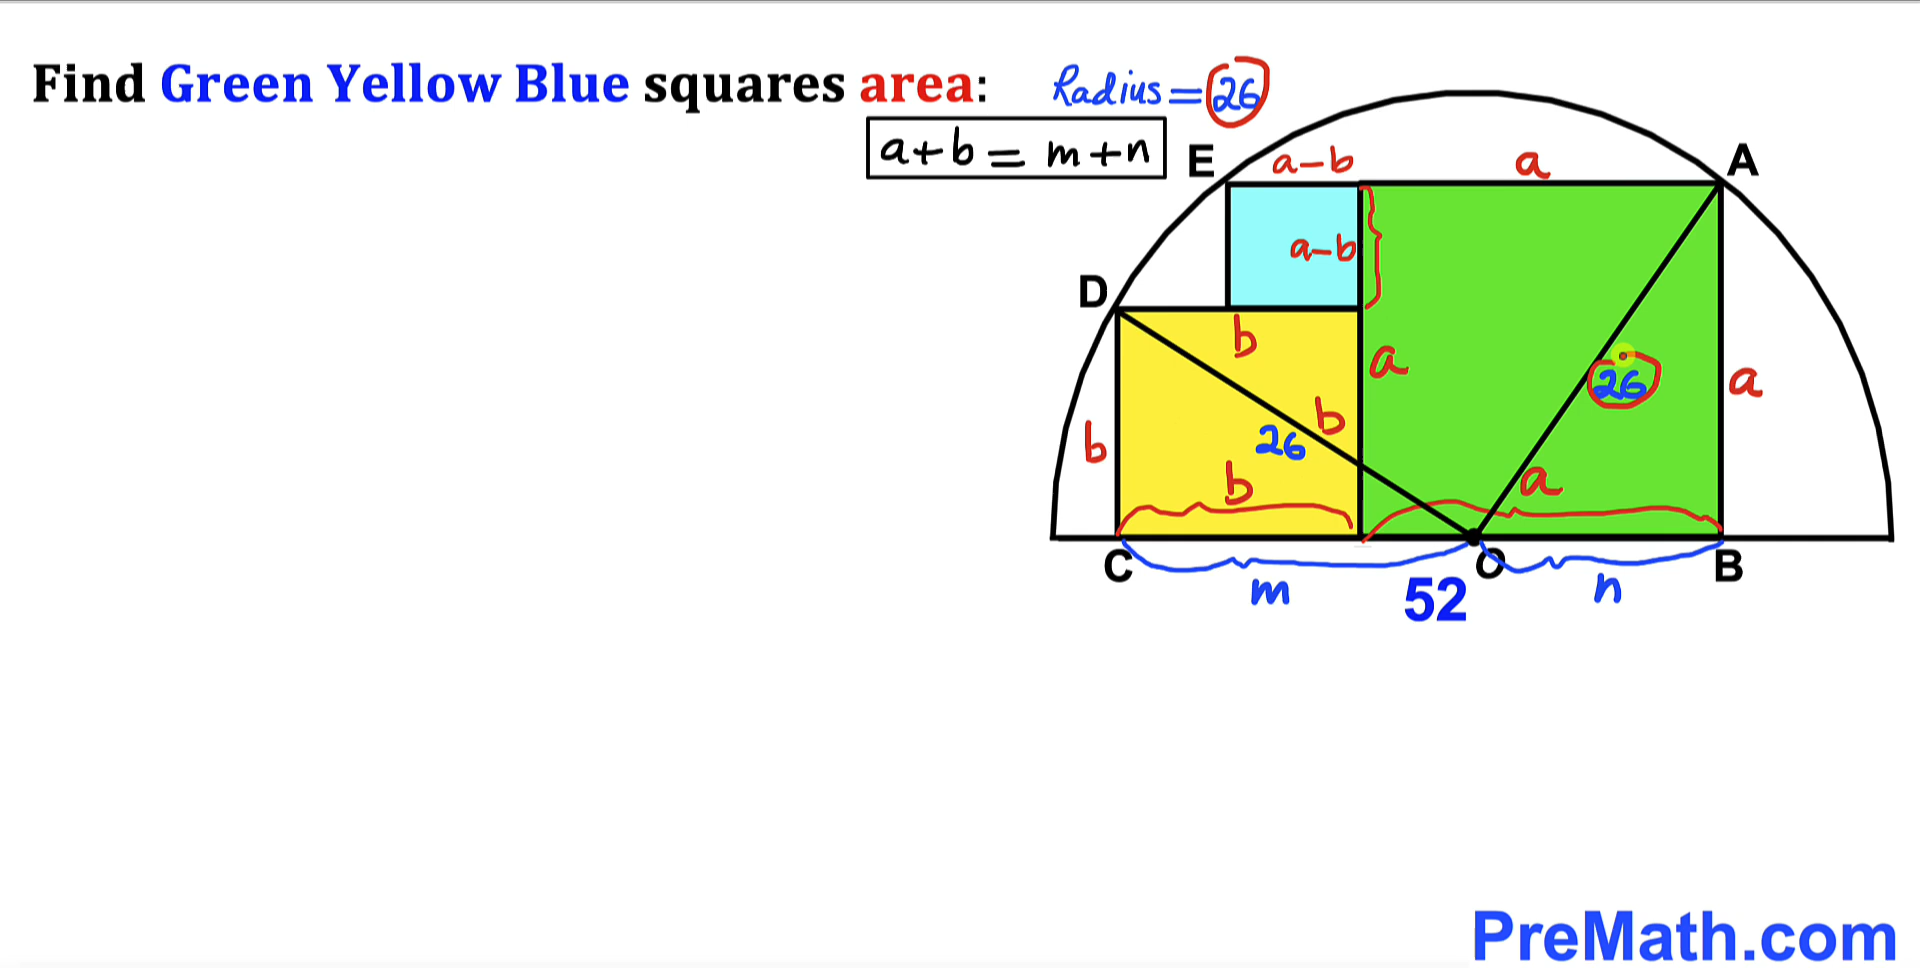 Find Green Yellow Blue squares area:
Radius = 26
a+b = m+n
E
a-b
a
A
a-b
D
b
a
26
a
b
b
26
b
a
C
O
B
m
52
n
PreMath.com